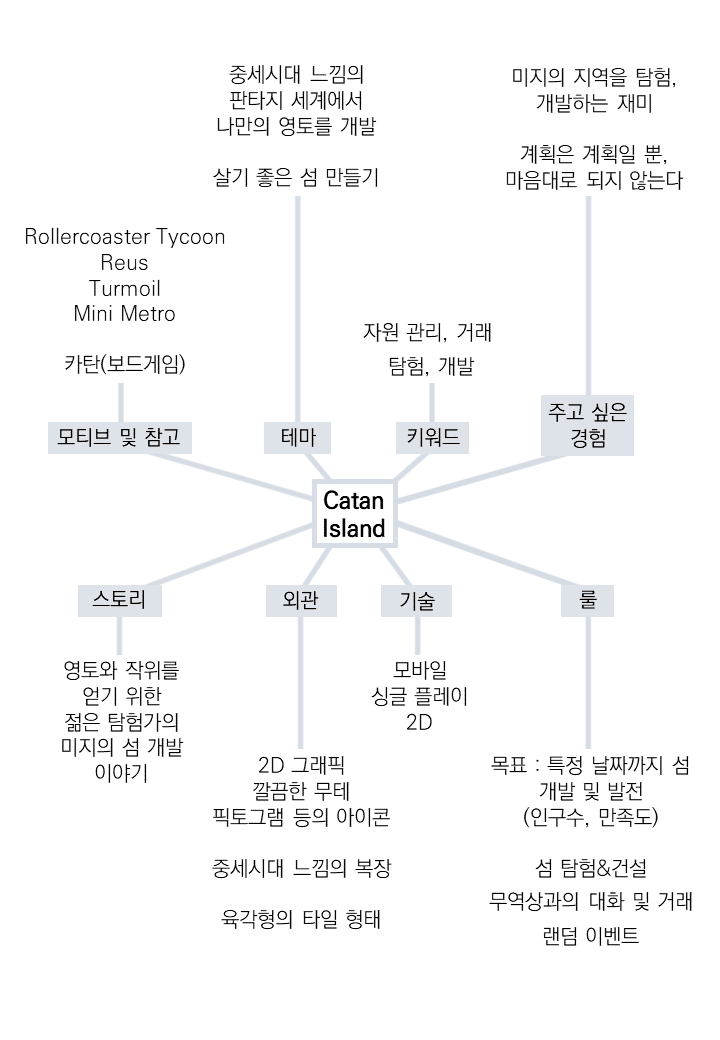 중세시대 느낌의
판타지 세계에서
나만의 영토를 개발
살기 좋은 섬 만들기
미지의 지역을 탐험,
개발하는 재미
계획은 계획일 뿐,
마음대로 되지 않는다
Rollercoaster Tycoon
Reus
Turmoil
Mini Metro
카탄(보드게임)
자원 관리, 거래
탐험, 개발
모티브 및 참고
테마
키워드
주고 싶은
경험
Catan
Island
스토리
외관
기술
룰
영토와 작위를
얻기 위한
젊은 탐험가의
미지의 섬 개발
이야기
2D 그래픽
깔끔한 무테
픽토그램 등의 아이콘
중세시대 느낌의 복장
육각형의 타일 형태
모바일
싱글 플레이
2D
목표 : 특정 날짜까지 섬
개발 및 발전
(인구수, 만족도)
섬 탐험&건설
무역상과의 대화 및 거래
랜덤 이벤트